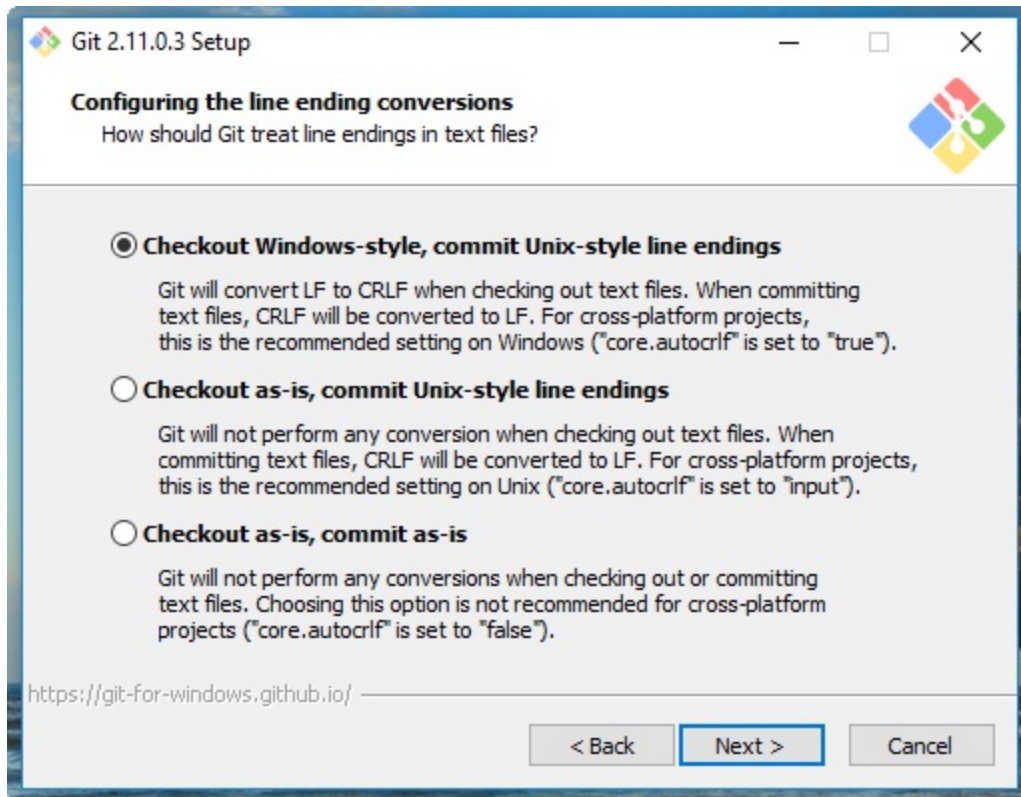 Git 2.11.0.3 Setup
Configuring the line ending conversions
How should Git treat line endings in text files?
Checkout Windows-style, commit Unix-style line endings
Git will convert LF to CRLF when checking out text files. When committing
text files, CRLF will be converted to LF. For cross-platform projects,
this is the recommended setting on Windows ("core.autocrlf" is set to "true").
Checkout as-is, commit Unix-style line endings
Git will not perform any conversion when checking out text files. When
committing text files, CRLF will be converted to LF. For cross-platform projects,
this is the recommended setting on Unix ("core.autocrlf" is set to "input").
Checkout as-is, commit as-is
Git will not perform any conversions when checking out or committing
text files. Choosing this option is not recommended for cross-platform
projects ("core.autocrlf" is set to "false").
https://git-for-windows.github.io/
< Back
Next >
Cancel